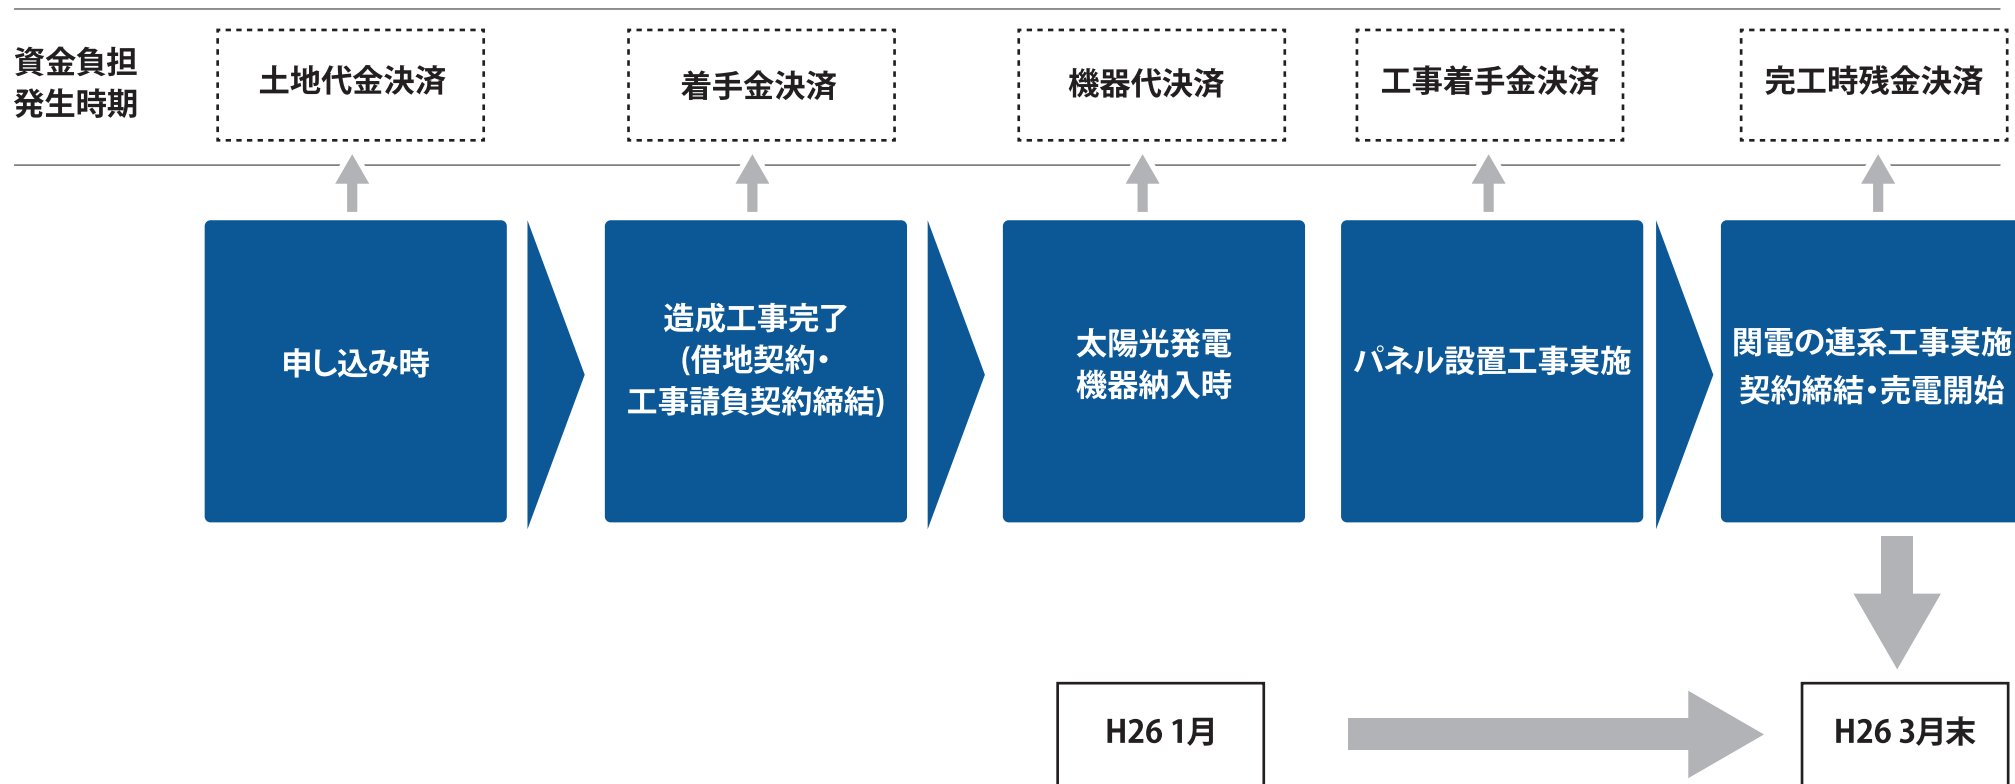 資金負担
発生時期
土地代金決済
着手金決済
機器代決済
工事着手金決済
完工時残金決済
申し込み時
造成工事完了
(借地契約・
工事請負契約締結)
太陽光発電
機器納入時
パネル設置工事実施
関電の連系工事実施
契約締結・売電開始
H26 1月
H26 3月末